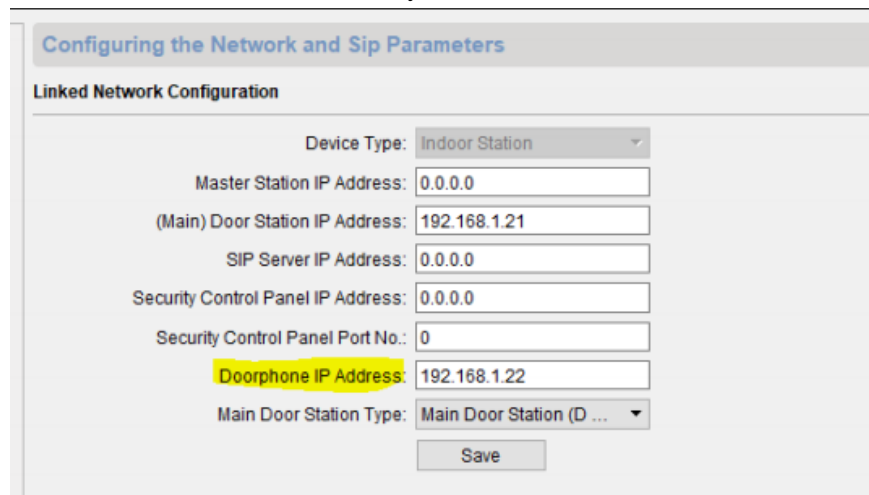 Configuring the Network and Sip Parameters
Linked Network Configuration
Device Type: Indoor Station
Master Station IP Address: 0.0.0.0
(Main) Door Station IP Address: 192.168.1.21
SIP Server IP Address: 0.0.0.0
Security Control Panel IP Address: 0.0.0.0
Security Control Panel Port No.: 0
Doorphone IP Address: 192.168.1.22
Main Door Station Type: Main Door Station (D ...
Save